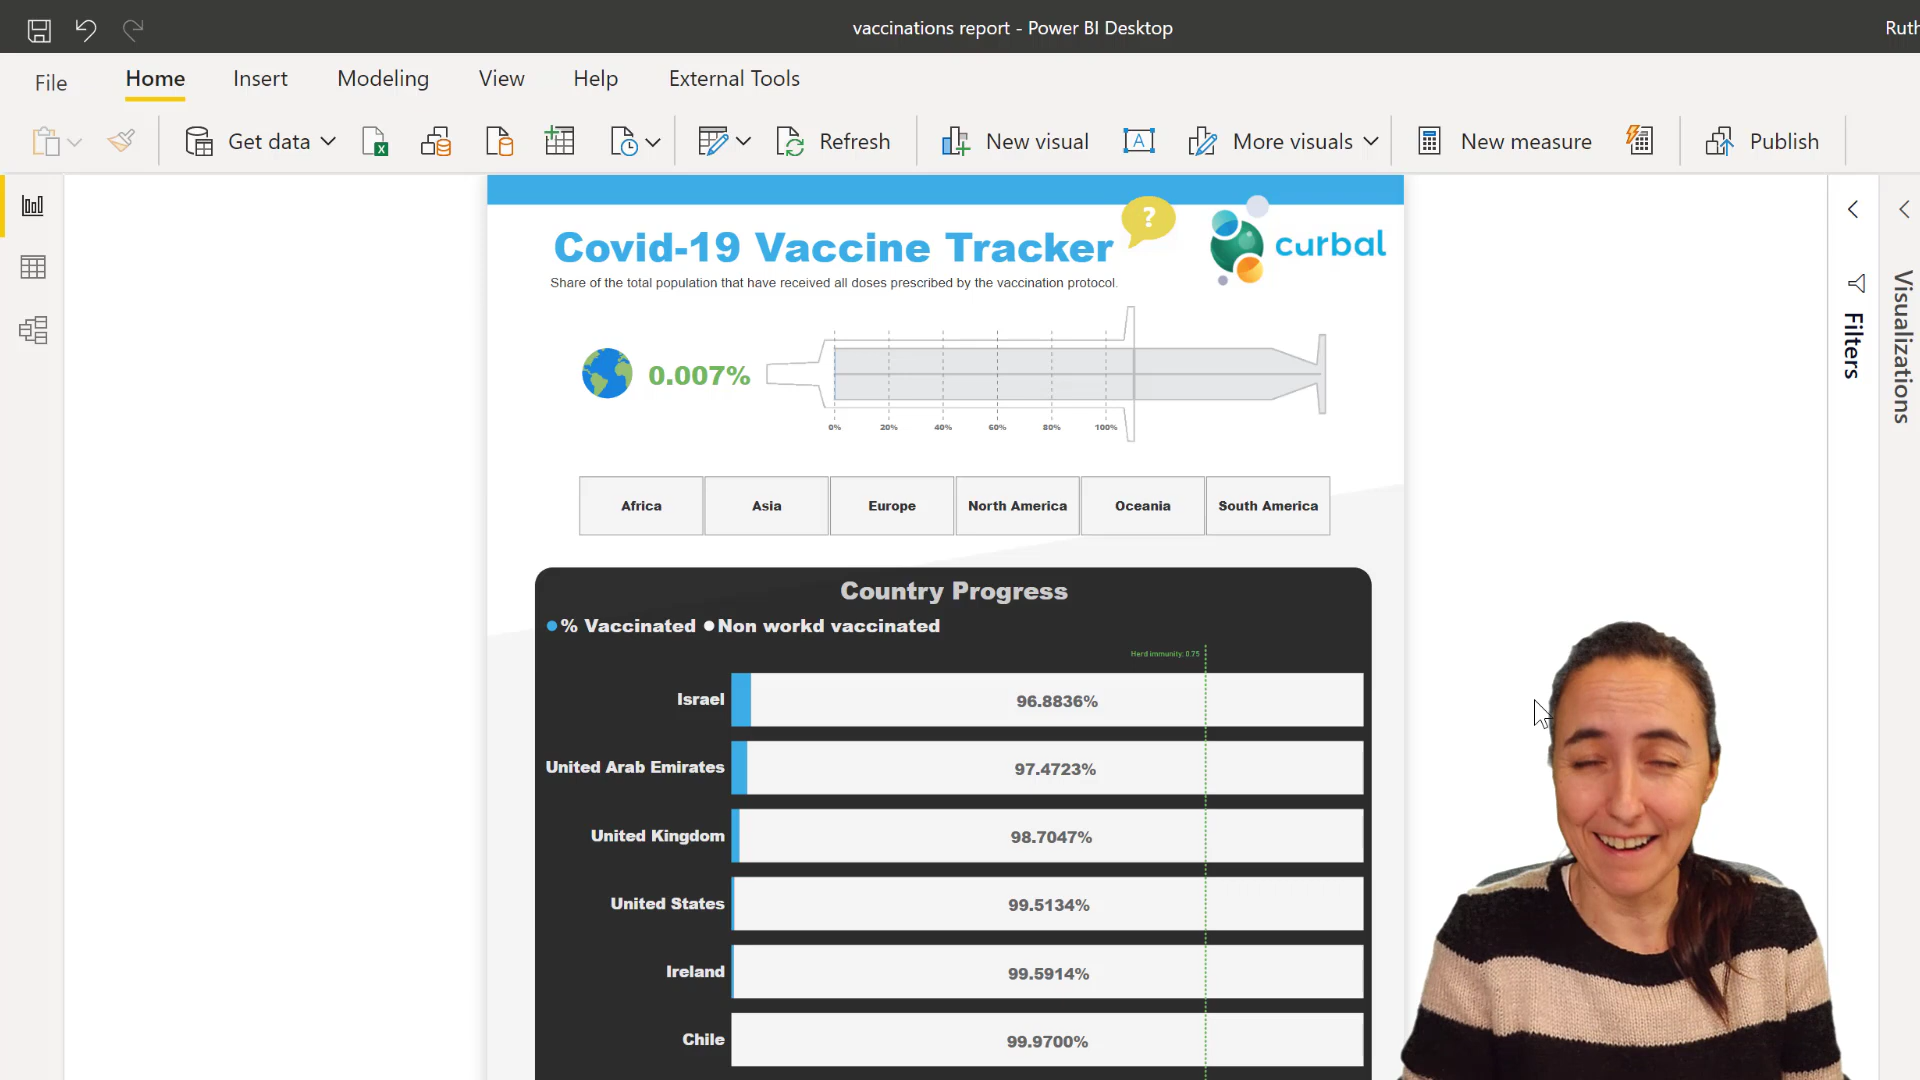 vaccinations report - Power BI Desktop
Ruth
File
Home
Insert
Modeling
View
Help
External Tools
Get data
Refresh
New visual
More visuals
New measure
Publish
Covid-19 Vaccine Tracker
?
curbal
Share of the total population that have received all doses prescribed by the vaccination protocol.
0.007%
0% 20% 40% 60% 80% 100%
Africa
Asia
Europe
North America
Oceania
South America
Country Progress
% Vaccinated Non workd vaccinated
Herd immunity: 0.75
Israel 96.8836%
United Arab Emirates 97.4723%
United Kingdom 98.7047%
United States 99.5134%
Ireland 99.5914%
Chile 99.9700%
Filters
Visualizations